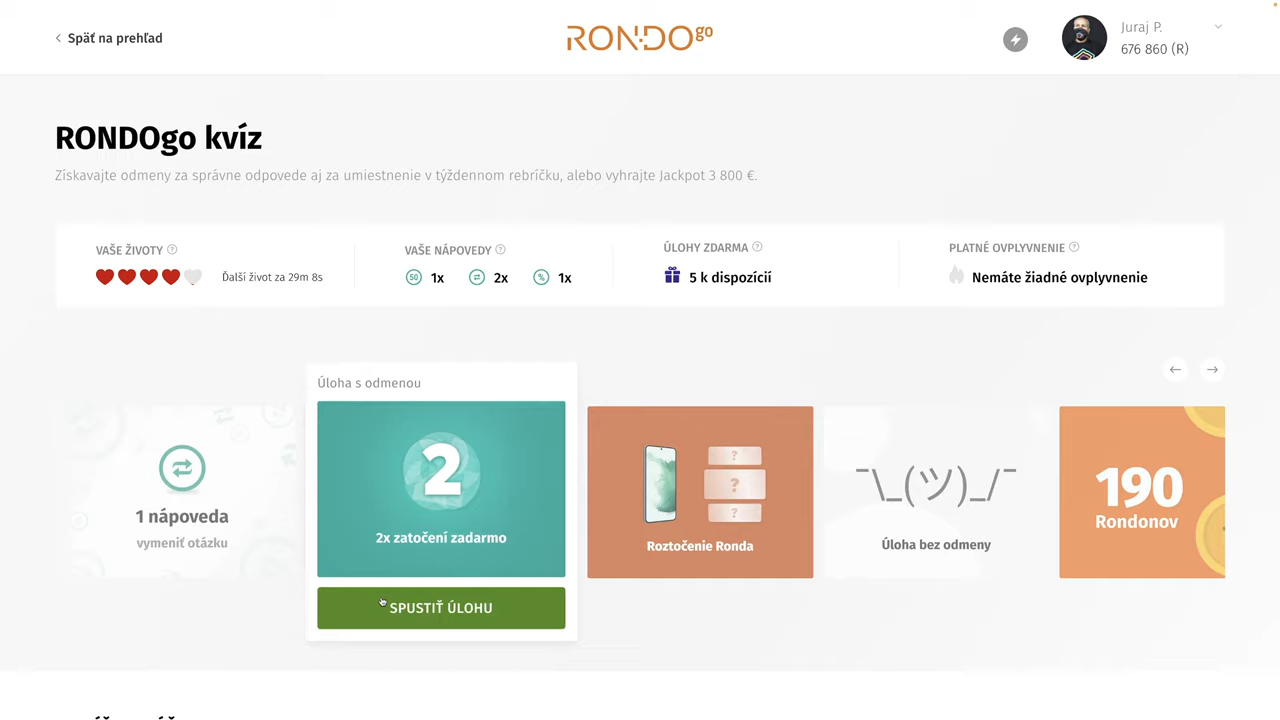 Späť na prehľad
RONDOgo
Juraj P.
676 860 (R)
RONDOgo kvíz
Získavajte odmeny za správne odpovede aj za umiestnenie v týždennom rebríčku, alebo vyhrajte Jackpot 3 800 €.
VAŠE ŽIVOTY ?
Ďalší život za 29m 8s
VAŠE NÁPOVEDY ?
50 1x 2x % 1x
ÚLOHY ZDARMA ?
5 k dispozícií
PLATNÉ OVPLYVNENIE ?
Nemáte žiadné ovplyvnenie
1 nápoveda
vymeniť otázku
Úloha s odmenou
2
2x zatočení zadarmo
SPUSTIŤ ÚLOHU
?
?
?
Roztočenie Ronda
¯\_(ツ)_/¯
Úloha bez odmeny
190
Rondonov